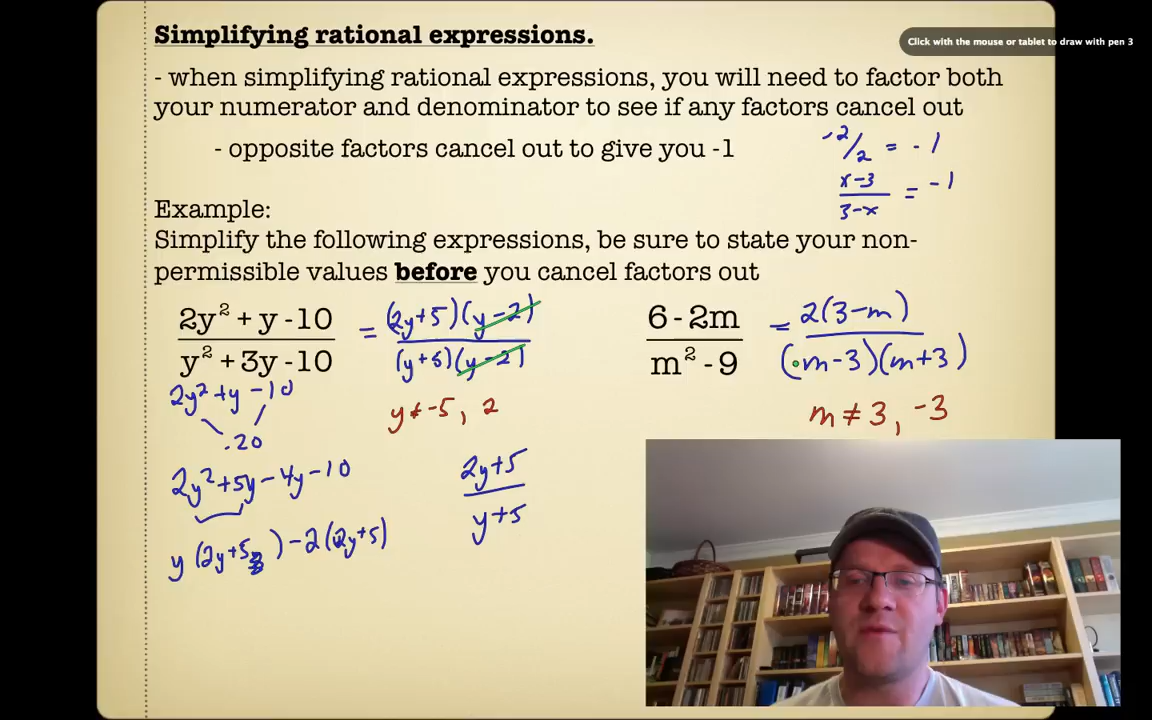 Simplifying rational expressions.
Click with the mouse or tablet to draw with pen 3
- when simplifying rational expressions, you will need to factor both
your numerator and denominator to see if any factors cancel out
- opposite factors cancel out to give you -1
-2/2 = -1
x-3
3-x
= -1
Example:
Simplify the following expressions, be sure to state your non-
permissible values before you cancel factors out
2y² + y -10
y² + 3y -10
= (2y+5)(y-2)
(y+5)(y-2)
6 - 2m
m² - 9
= 2(3-m)
(m-3)(m+3)
2y²+y-10
-20
y≠-5, 2
m≠3, -3
2y²+5y-4y-10
2y+5
y+5
y(2y+5)-2(2y+5)